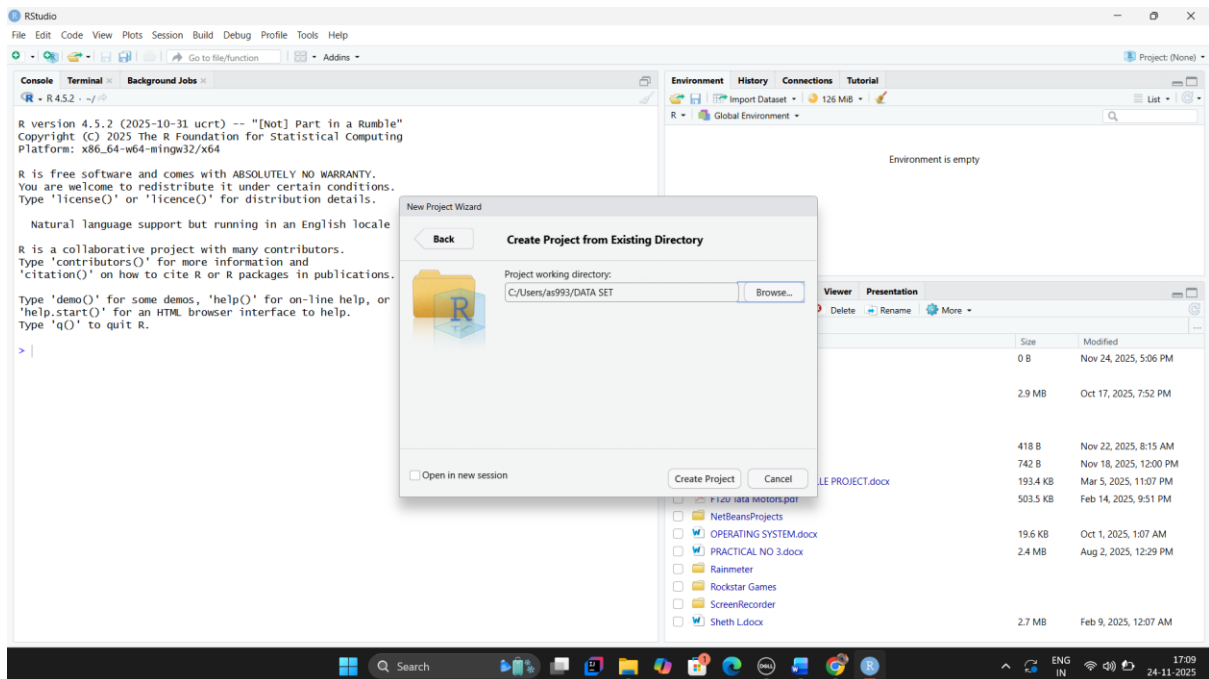 RStudio
File Edit Code View Plots Session Build Debug Profile Tools Help
Go to file/function Addins Project: (None)
Console Terminal Background Jobs
R 4.5.2 · ~/
R version 4.5.2 (2025-10-31 ucrt) -- "[Not] Part in a Rumble"
Copyright (C) 2025 The R Foundation for Statistical Computing
Platform: x86_64-w64-mingw32/x64
R is free software and comes with ABSOLUTELY NO WARRANTY.
You are welcome to redistribute it under certain conditions.
Type 'license()' or 'licence()' for distribution details.
Natural language support but running in an English locale
R is a collaborative project with many contributors.
Type 'contributors()' for more information and
'citation()' on how to cite R or R packages in publications.
Type 'demo()' for some demos, 'help()' for on-line help, or
'help.start()' for an HTML browser interface to help.
Type 'q()' to quit R.
>
Environment History Connections Tutorial
Import Dataset 126 MiB List
R Global Environment
Environment is empty
New Project Wizard
Back Create Project from Existing Directory
Project working directory:
C:/Users/as993/DATA SET Browse...
R
Open in new session Create Project Cancel
Viewer Presentation
Delete Rename More
Size Modified
0 B Nov 24, 2025, 5:06 PM
2.9 MB Oct 17, 2025, 7:52 PM
418 B Nov 22, 2025, 8:15 AM
742 B Nov 18, 2025, 12:00 PM
LE PROJECT.docx 193.4 KB Mar 5, 2025, 11:07 PM
FT20 Tata Motors.pdf 503.5 KB Feb 14, 2025, 9:51 PM
NetBeansProjects
OPERATING SYSTEM.docx 19.6 KB Oct 1, 2025, 1:07 AM
PRACTICAL NO 3.docx 2.4 MB Aug 2, 2025, 12:29 PM
Rainmeter
Rockstar Games
ScreenRecorder
Sheth L.docx 2.7 MB Feb 9, 2025, 12:07 AM
Search DELL R ENG 17:09
IN 24-11-2025